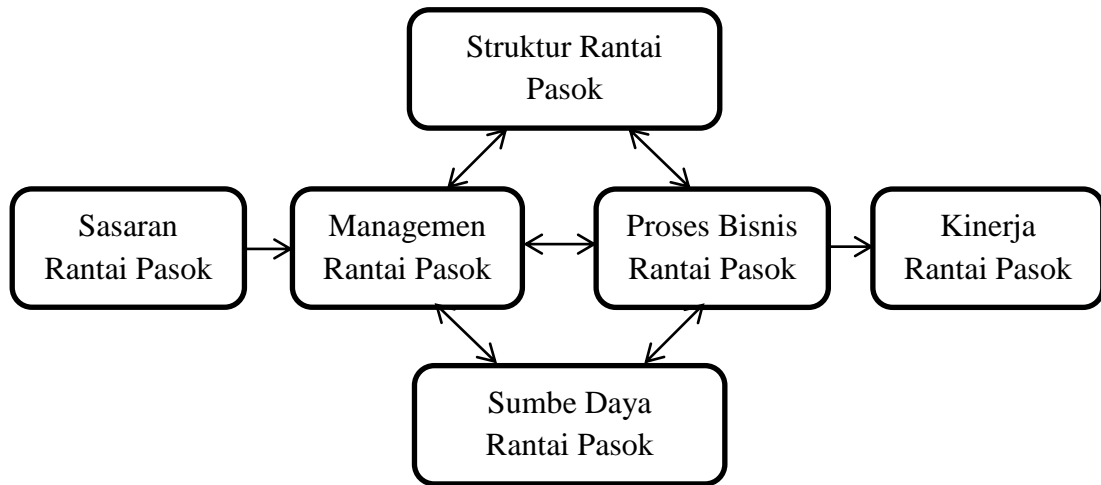 Struktur Rantai
Pasok
Sasaran
Rantai Pasok
Managemen
Rantai Pasok
Proses Bisnis
Rantai Pasok
Kinerja
Rantai Pasok
Sumbe Daya
Rantai Pasok